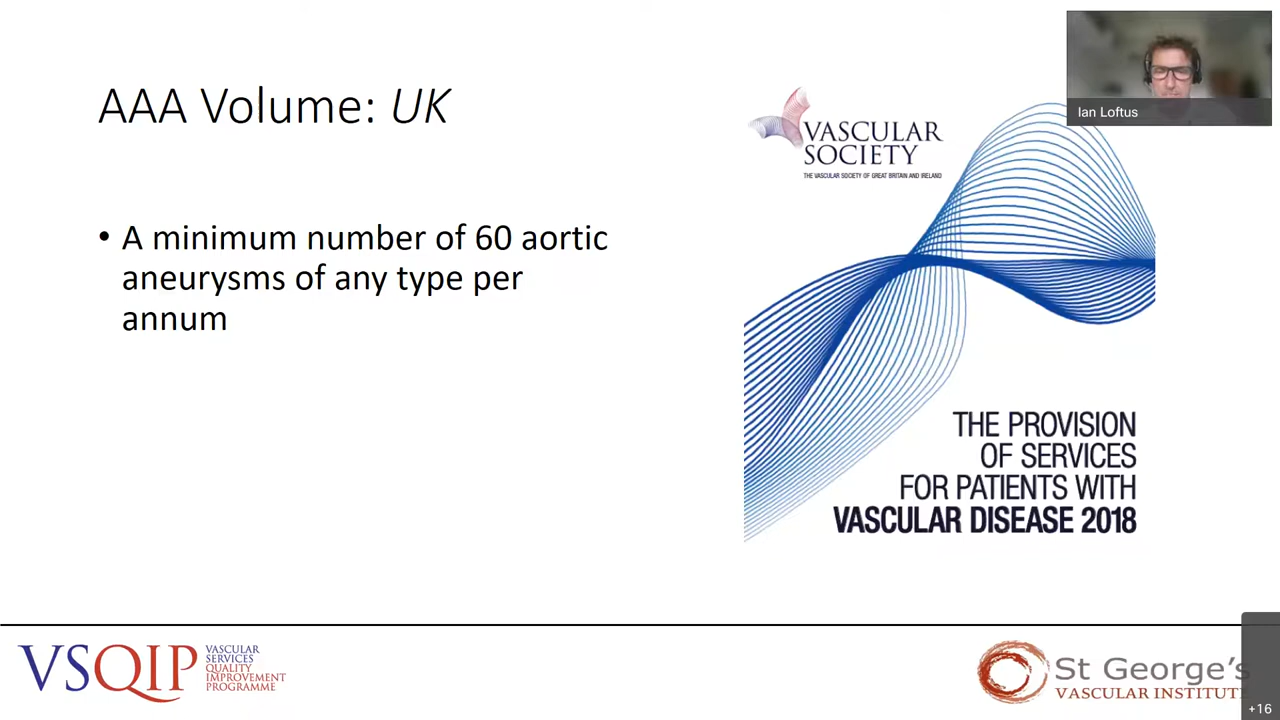 AAA Volume: UK
• A minimum number of 60 aortic
aneurysms of any type per
annum
VASCULAR
SOCIETY
THE VASCULAR SOCIETY OF GREAT BRITAIN AND IRELAND
THE PROVISION
OF SERVICES
FOR PATIENTS WITH
VASCULAR DISEASE 2018
Ian Loftus
VSQIP
VASCULAR
SERVICES
QUALITY
IMPROVEMENT
PROGRAMME
St George's
VASCULAR INSTITUTE
+16